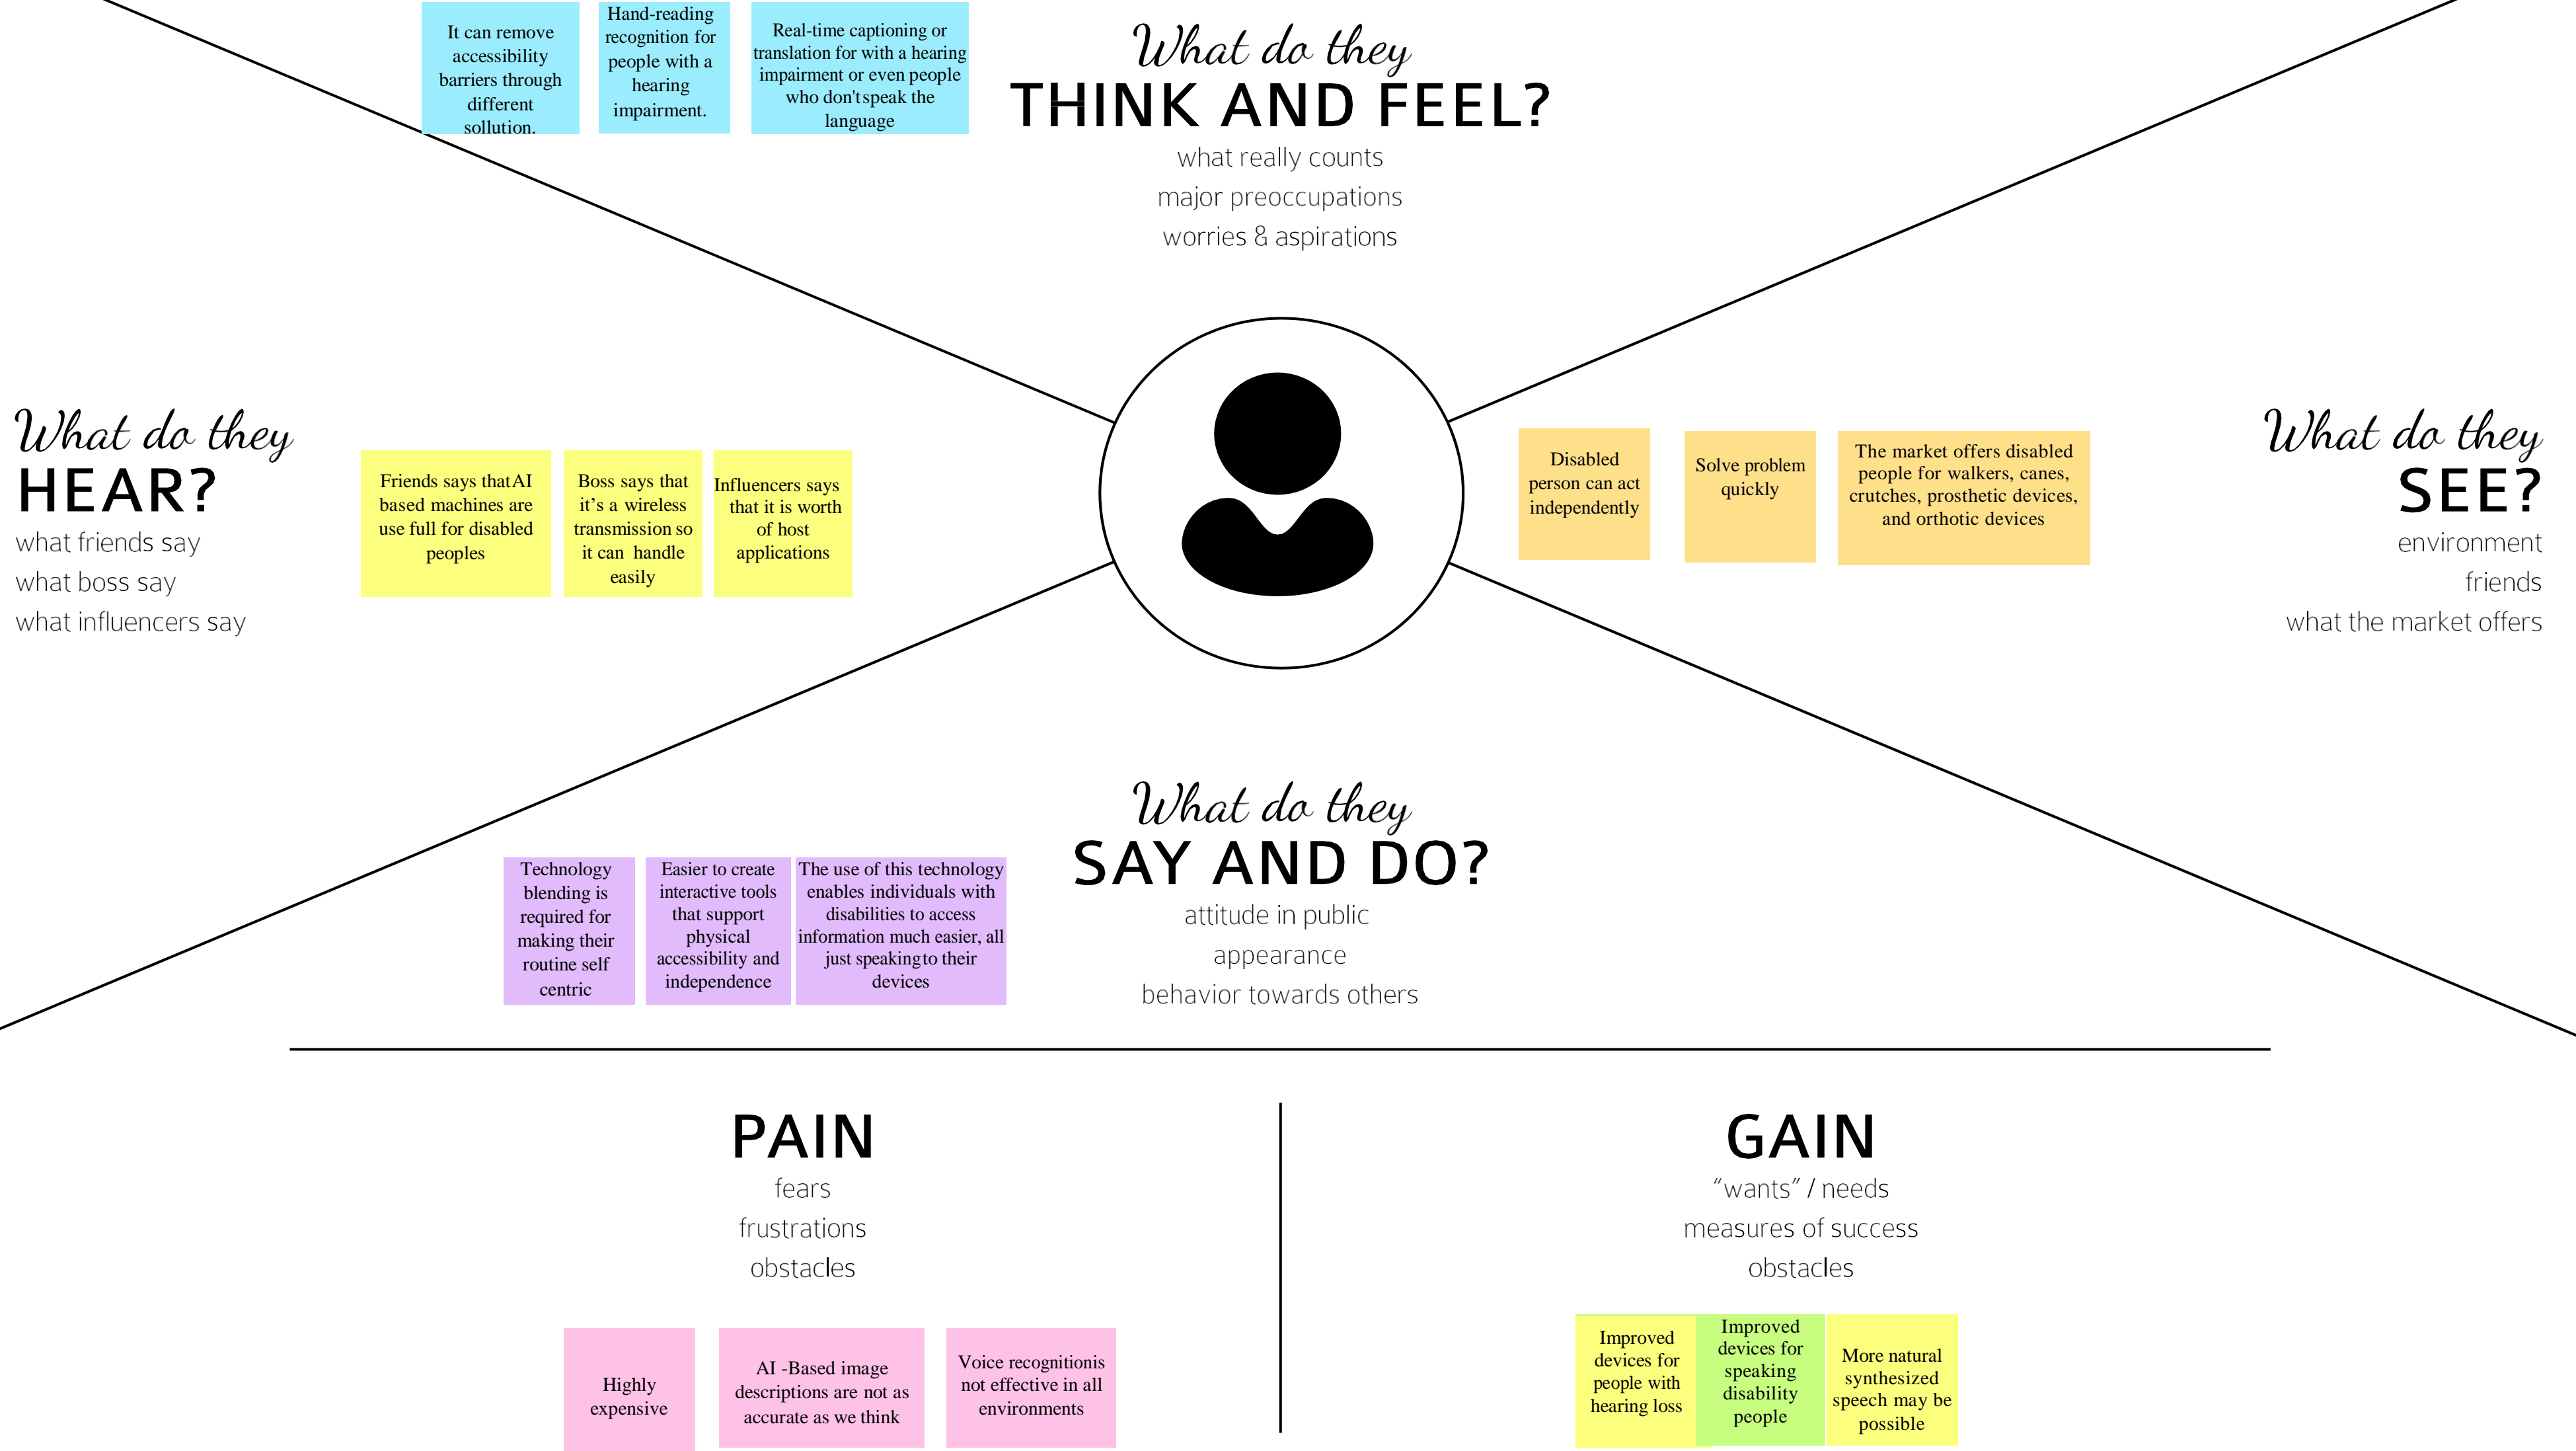 It can remove
accessibility
barriers through
different
sollution.
Hand-reading
recognition for
people with a
hearing
impairment.
Real-time captioning or
translation for with a hearing
impairment or even people
who don'tspeak the
language
What do they
THINK AND FEEL?
what really counts
major preoccupations
worries & aspirations
What do they
HEAR?
what friends say
what boss say
what influencers say
Friends says thatAI
based machines are
use full for disabled
peoples
Boss says that
it’s a wireless
transmission so
it can handle
easily
Influencers says
that it is worth
of host
applications
Disabled
person can act
independently
Solve problem
quickly
The market offers disabled
people for walkers, canes,
crutches, prosthetic devices,
and orthotic devices
What do they
SEE?
environment
friends
what the market offers
What do they
SAY AND DO?
attitude in public
appearance
behavior towards others
Technology
blending is
required for
making their
routine self
centric
Easier to create
interactive tools
that support
physical
accessibility and
independence
The use of this technology
enables individuals with
disabilities to access
information much easier, all
just speakingto their
devices
PAIN
fears
frustrations
obstacles
Highly
expensive
AI -Based image
descriptions are not as
accurate as we think
Voice recognitionis
not effective in all
environments
GAIN
“wants” / needs
measures of success
obstacles
Improved
devices for
people with
hearing loss
Improved
devices for
speaking
disability
people
More natural
synthesized
speech may be
possible